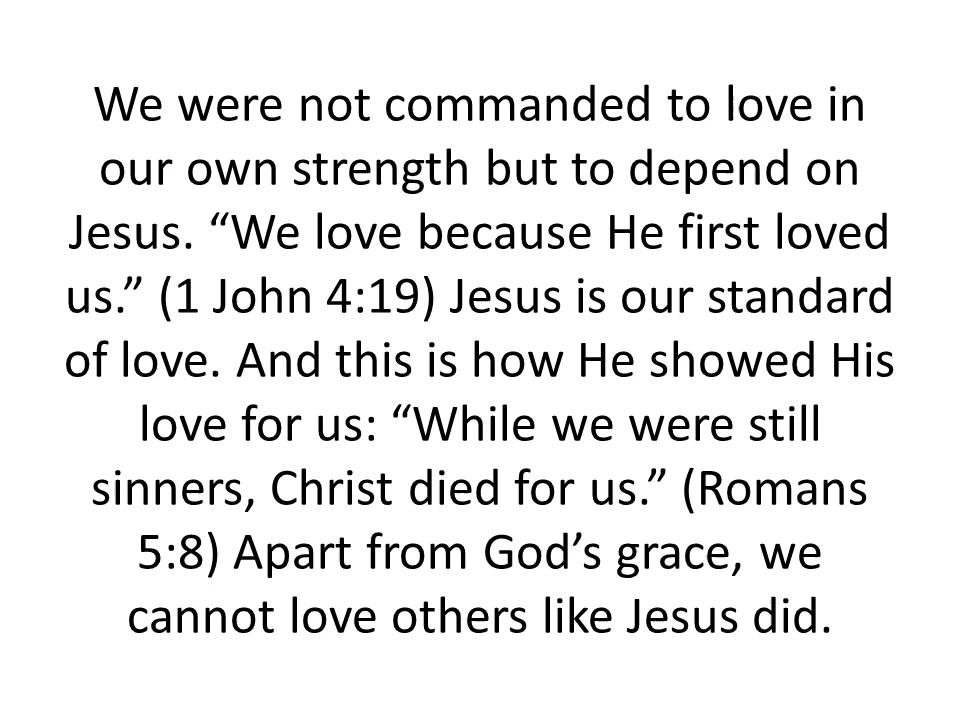 We were not commanded to love in
our own strength but to depend on
Jesus. “We love because He first loved
us.” (1 John 4:19) Jesus is our standard
of love. And this is how He showed His
love for us: “While we were still
sinners, Christ died for us.” (Romans
5:8) Apart from God’s grace, we
cannot love others like Jesus did.